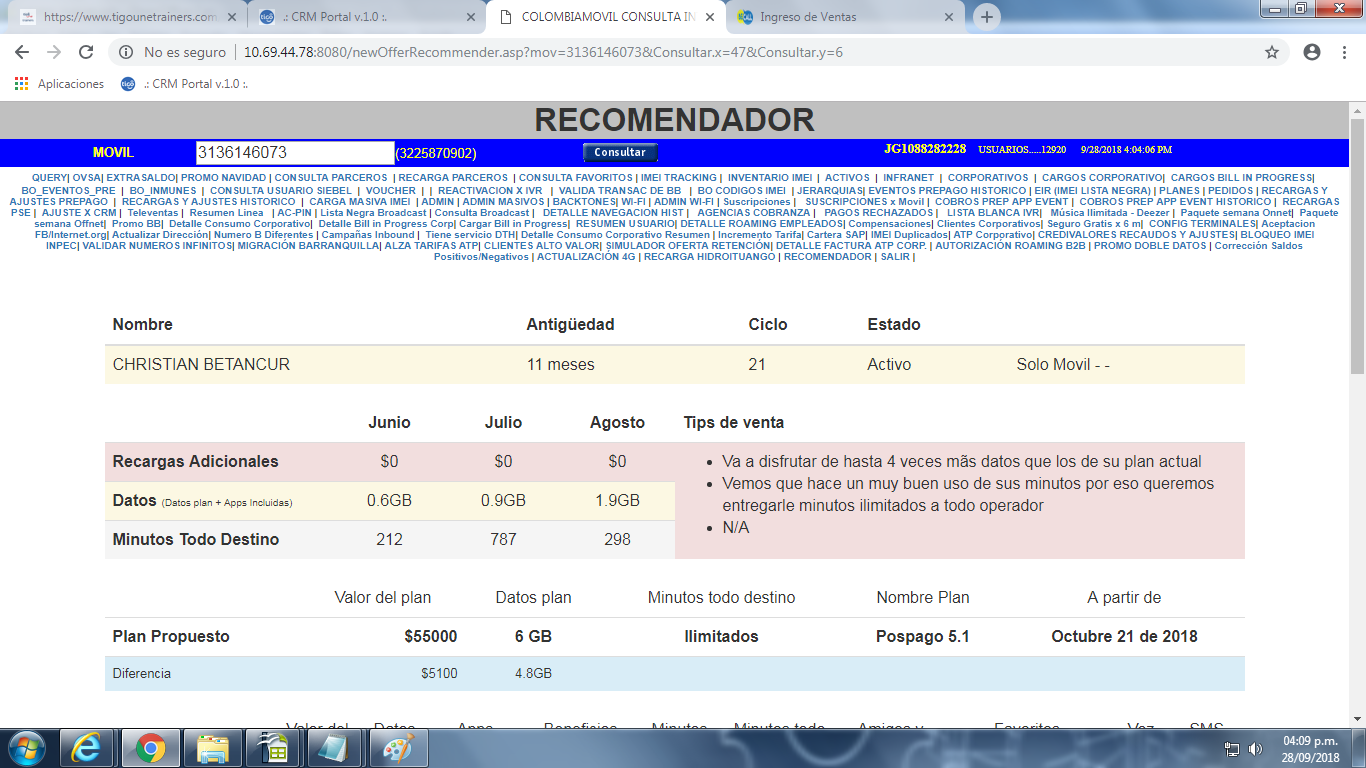 https://www.tigounetrainers.com
.: CRM Portal v.1.0 :.
COLOMBIAMOVIL CONSULTA IN
Ingreso de Ventas
No es seguro
10.69.44.78:8080/newOfferRecommender.asp?mov=3136146073&Consultar.x=47&Consultar.y=6
Aplicaciones
.: CRM Portal v.1.0 :.
RECOMENDADOR
MOVIL
3136146073
(3225870902)
Consultar
JG1088282228 USUARIOS.....12920 9/28/2018 4:04:06 PM
QUERY| OVSA| EXTRASALDO| PROMO NAVIDAD | CONSULTA PARCEROS | RECARGA PARCEROS | CONSULTA FAVORITOS | IMEI TRACKING | INVENTARIO IMEI | ACTIVOS | INFRANET | CORPORATIVOS | CARGOS CORPORATIVO| CARGOS BILL IN PROGRESS|
BO_EVENTOS_PRE | BO_INMUNES | CONSULTA USUARIO SIEBEL | VOUCHER | | REACTIVACION X IVR | VALIDA TRANSAC DE BB | BO CODIGOS IMEI | JERARQUIAS| EVENTOS PREPAGO HISTORICO | EIR (IMEI LISTA NEGRA) | PLANES | PEDIDOS | RECARGAS Y
AJUSTES PREPAGO | RECARGAS Y AJUSTES HISTORICO | CARGA MASIVA IMEI | ADMIN | ADMIN MASIVOS | BACKTONES| WI-FI | ADMIN WI-FI | Suscripciones | SUSCRIPCIONES x Movil | COBROS PREP APP EVENT | COBROS PREP APP EVENT HISTORICO | RECARGAS
PSE | AJUSTE X CRM | Televentas | Resumen Linea | AC-PIN | Lista Negra Broadcast | Consulta Broadcast | DETALLE NAVEGACION HIST | AGENCIAS COBRANZA | PAGOS RECHAZADOS | LISTA BLANCA IVR| Música Ilimitada - Deezer | Paquete semana Onnet| Paquete
semana Offnet| Promo BB| Detalle Consumo Corporativo| Detalle Bill in Progress Corp| Cargar Bill in Progress| RESUMEN USUARIO| DETALLE ROAMING EMPLEADOS| Compensaciones| Clientes Corporativos| Seguro Gratis x 6 m| CONFIG TERMINALES| Aceptacion
FB/Internet.org| Actualizar Dirección| Numero B Diferentes | Campañas Inbound | Tiene servicio DTH| Detalle Consumo Corporativo Resumen | Incremento Tarifa| Cartera SAP| IMEI Duplicados| ATP Corporativo| CREDIVALORES RECAUDOS Y AJUSTES| BLOQUEO IMEI
INPEC| VALIDAR NUMEROS INFINITOS| MIGRACIÓN BARRANQUILLA| ALZA TARIFAS ATP| CLIENTES ALTO VALOR| SIMULADOR OFERTA RETENCIÓN| DETALLE FACTURA ATP CORP. | AUTORIZACIÓN ROAMING B2B | PROMO DOBLE DATOS | Corrección Saldos
Positivos/Negativos | ACTUALIZACIÓN 4G | RECARGA HIDROITUANGO | RECOMENDADOR | SALIR |
Nombre Antigüedad Ciclo Estado
CHRISTIAN BETANCUR 11 meses 21 Activo Solo Movil - -
Junio Julio Agosto Tips de venta
Recargas Adicionales $0 $0 $0
Datos (Datos plan + Apps Incluidas) 0.6GB 0.9GB 1.9GB
Minutos Todo Destino 212 787 298
Va a disfrutar de hasta 4 veces mãs datos que los de su plan actual
Vemos que hace un muy buen uso de sus minutos por eso queremos
entregarle minutos ilimitados a todo operador
N/A
Valor del plan Datos plan Minutos todo destino Nombre Plan A partir de
Plan Propuesto $55000 6 GB Ilimitados Pospago 5.1 Octubre 21 de 2018
Diferencia $5100 4.8GB
Valor del Datos Apps Beneficios Minutos Minutos todo Amigos y Favoritos Voz SMS
04:09 p.m.
28/09/2018